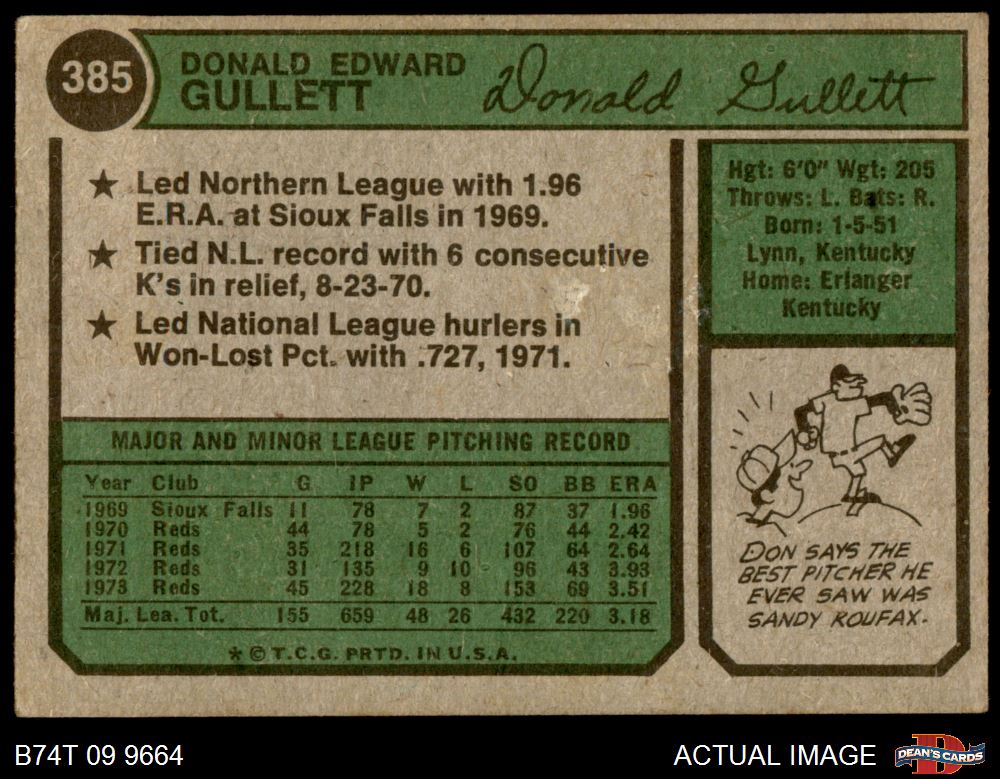 385
DONALD EDWARD
GULLETT
Donald Gullett
★ Led Northern League with 1.96
E.R.A. at Sioux Falls in 1969.
★ Tied N.L. record with 6 consecutive
K's in relief, 8-23-70.
★ Led National League hurlers in
Won-Lost Pct. with .727, 1971.
Hgt: 6'0" Wgt: 205
Throws: L. Bats: R.
Born: 1-5-51
Lynn, Kentucky
Home: Erlanger
Kentucky
MAJOR AND MINOR LEAGUE PITCHING RECORD
Year Club G IP W L SO BB ERA
1969 Sioux Falls 11 78 7 2 87 37 1.96
1970 Reds 44 78 5 2 76 44 2.42
1971 Reds 35 218 16 6 107 64 2.64
1972 Reds 31 135 9 10 96 43 3.93
1973 Reds 45 228 18 8 153 69 3.51
Maj. Lea. Tot. 155 659 48 26 432 220 3.18
* © T.C.G. PRTD. IN U.S.A.
DON SAYS THE
BEST PITCHER HE
EVER SAW WAS
SANDY KOUFAX.
B74T 09 9664
ACTUAL IMAGE
D
DEAN'S CARDS